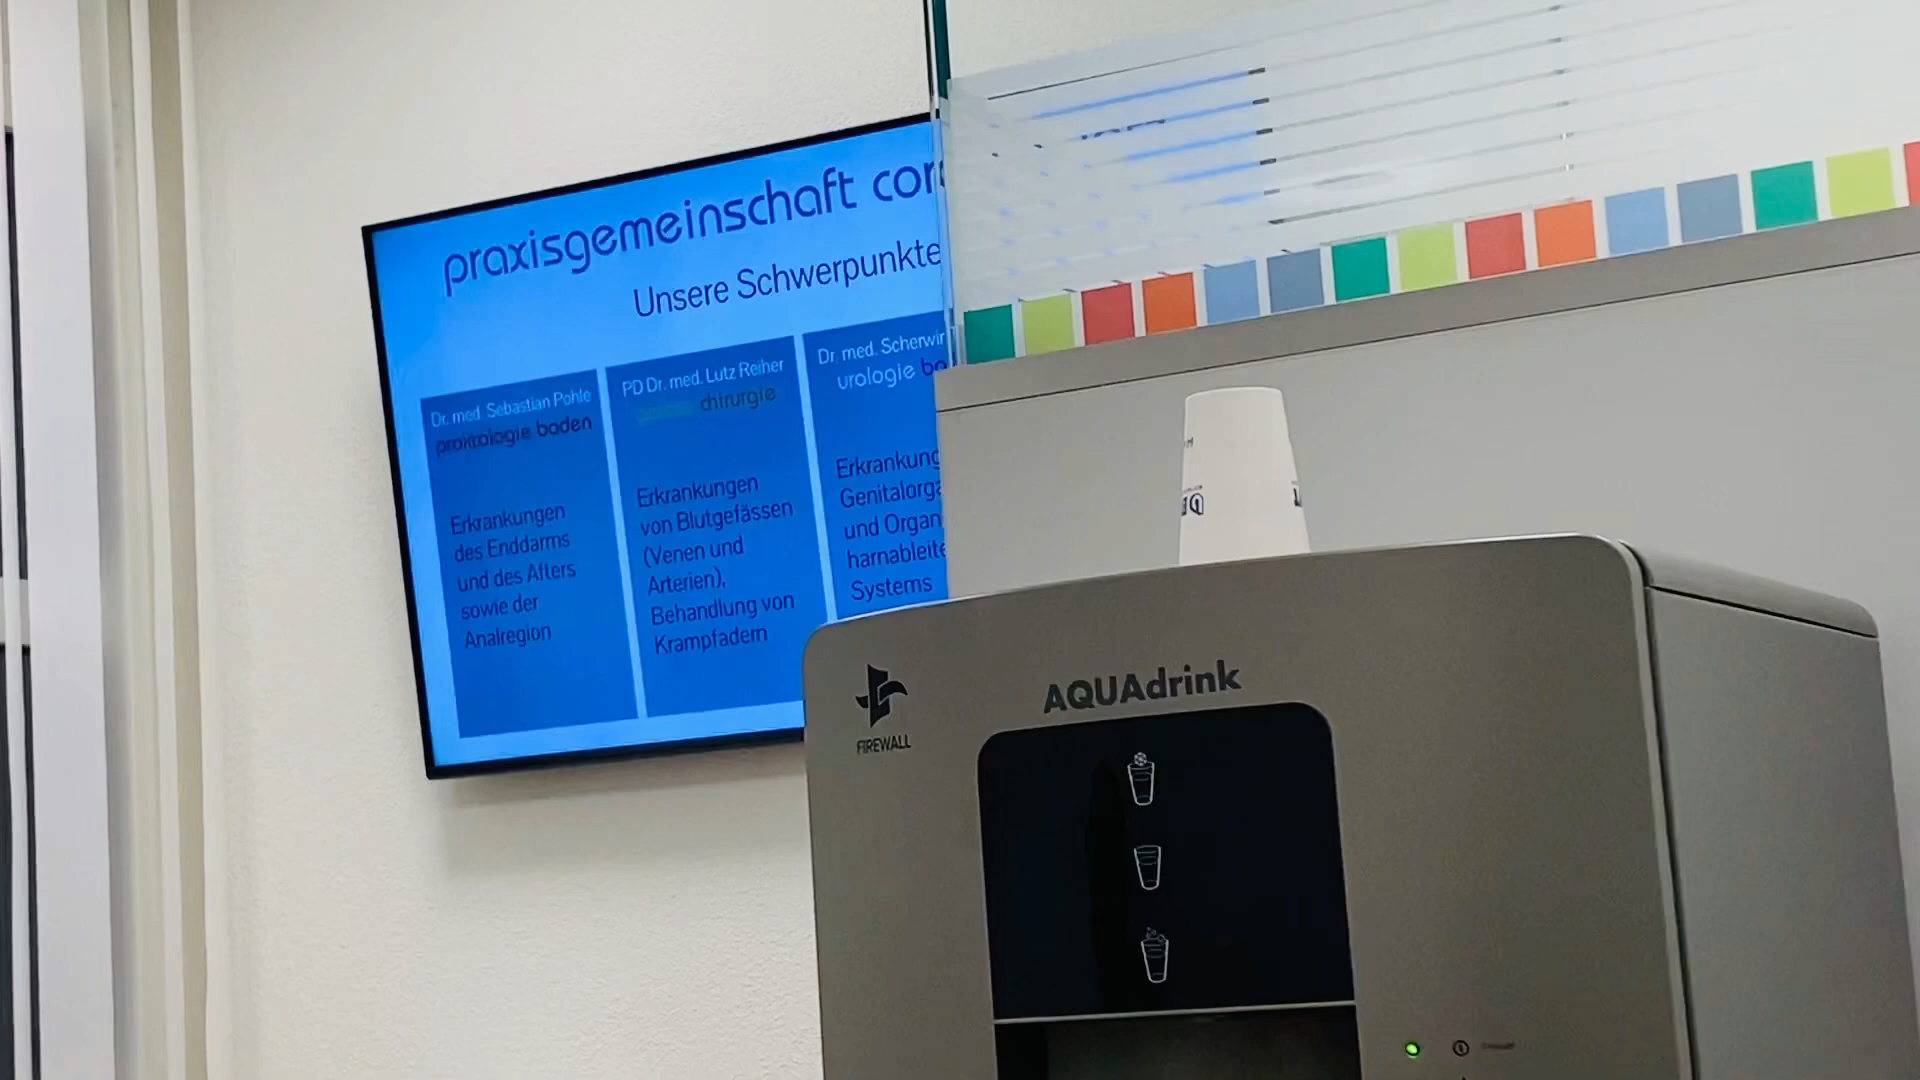 praxisgemeinschaft cor
Unsere Schwerpunkte
Dr. med. Sebastian Pohle
proktologie baden
Erkrankungen
des Enddarms
und des Afters
sowie der
Analregion
PD Dr. med. Lutz Reiher
chirurgie
Erkrankungen
von Blutgefässen
(Venen und
Arterien),
Behandlung von
Krampfadern
Dr. med. Scherwin
urologie ba
Erkrankung
Genitalorga
und Organ
harnableite
Systems
AQUAdrink
FIREWALL